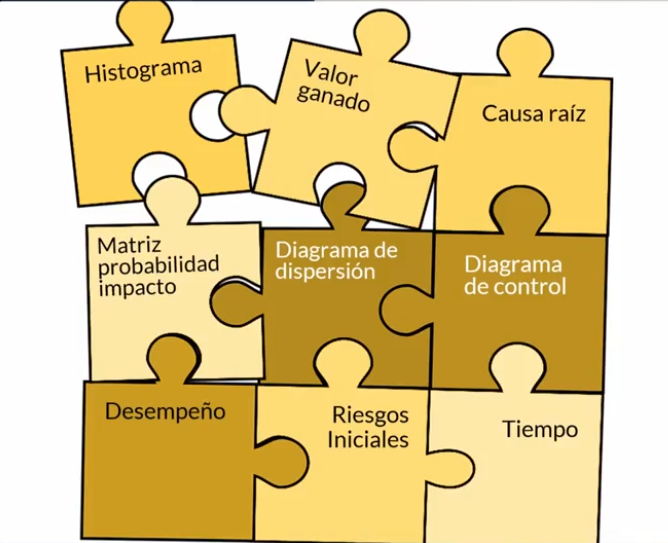 Histograma
Valor
ganado
Causa raíz
Matriz
probabilidad
impacto
Diagrama de
dispersión
Diagrama
de control
Desempeño
Riesgos
Iniciales
Tiempo